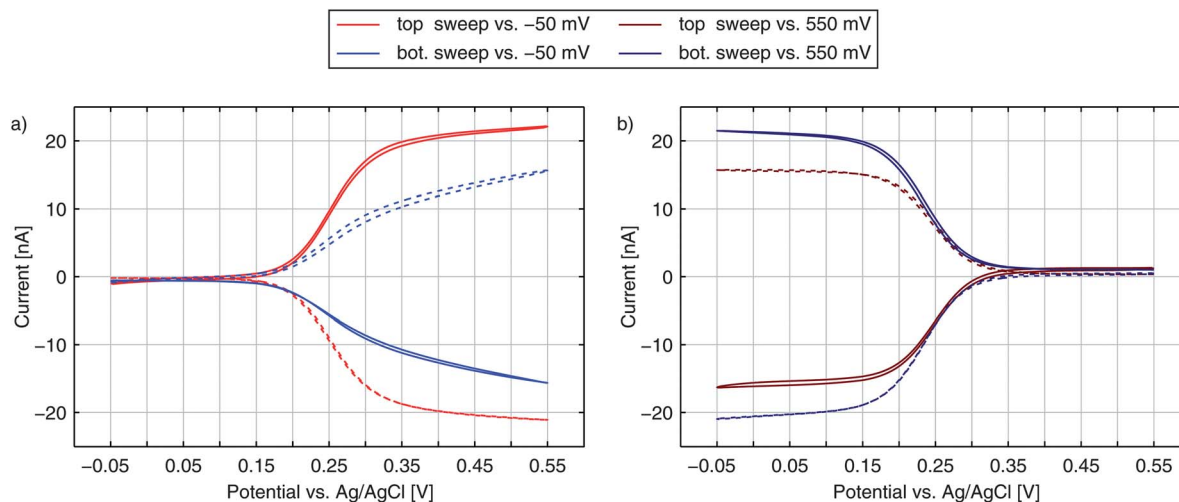 top sweep vs. −50 mV
top sweep vs. 550 mV
bot. sweep vs. −50 mV
bot. sweep vs. 550 mV
a)
20
10
0
−10
−20
Current [nA]
−0.05 0.05 0.15 0.25 0.35 0.45 0.55
Potential vs. Ag/AgCl [V]
b)
20
10
0
−10
−20
Current [nA]
−0.05 0.05 0.15 0.25 0.35 0.45 0.55
Potential vs. Ag/AgCl [V]